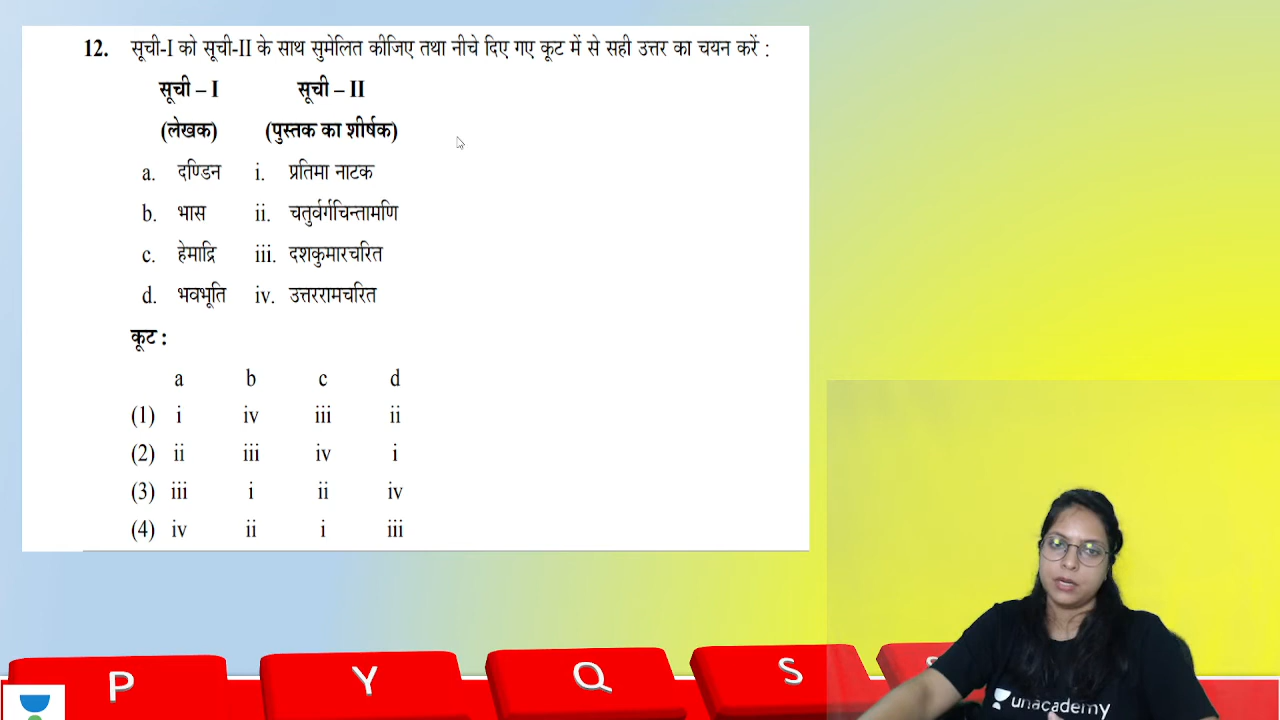 12. सूची-I को सूची-II के साथ सुमेलित कीजिए तथा नीचे दिए गए कूट में से सही उत्तर का चयन करें :
सूची – I सूची – II
(लेखक) (पुस्तक का शीर्षक)
a. दण्डिन i. प्रतिमा नाटक
b. भास ii. चतुर्वर्गचिन्तामणि
c. हेमाद्रि iii. दशकुमारचरित
d. भवभूति iv. उत्तररामचरित
कूट :
a b c d
(1) i iv iii ii
(2) ii iii iv i
(3) iii i ii iv
(4) iv ii i iii
P Y Q S
unacademy